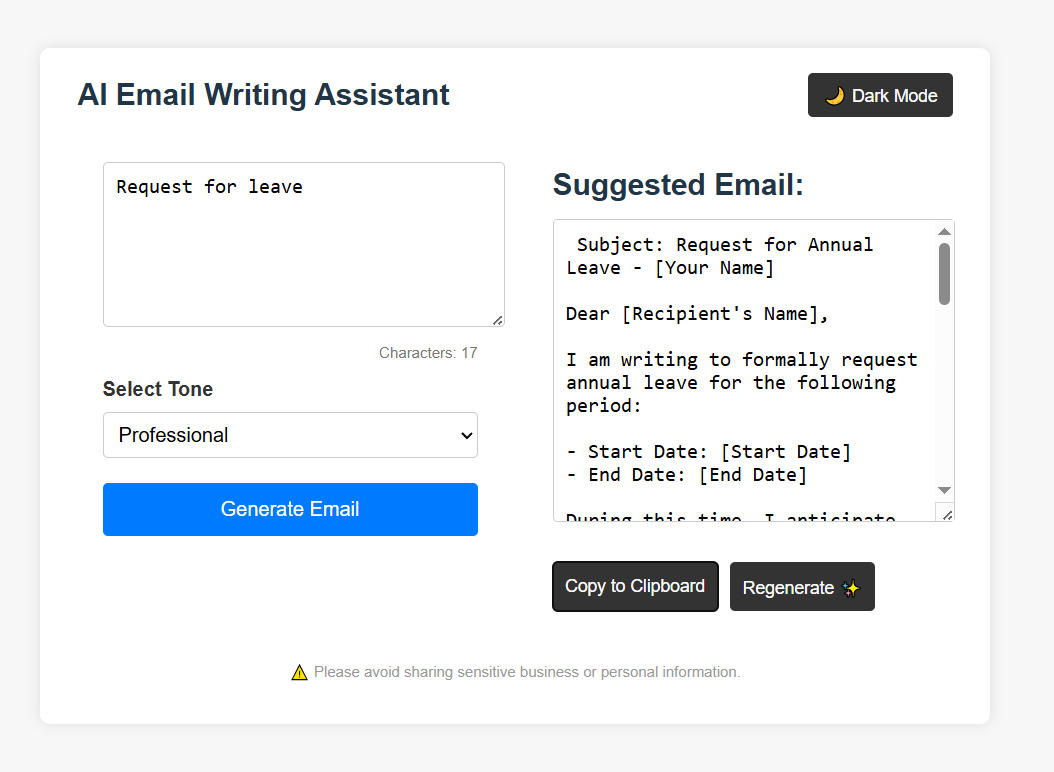 AI Email Writing Assistant
🌙 Dark Mode
Request for leave
Characters: 17
Select Tone
Professional
Generate Email
Suggested Email:
Subject: Request for Annual
Leave - [Your Name]
Dear [Recipient's Name],
I am writing to formally request
annual leave for the following
period:
- Start Date: [Start Date]
- End Date: [End Date]
During this time, I anticipate
Copy to Clipboard
Regenerate ✨
⚠ Please avoid sharing sensitive business or personal information.